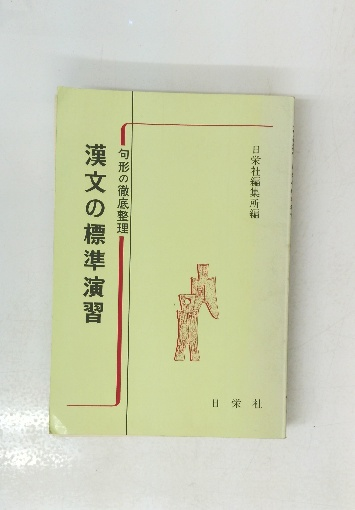 日栄社編集所編
句形の徹底整理
漢文の標準演習
日栄社